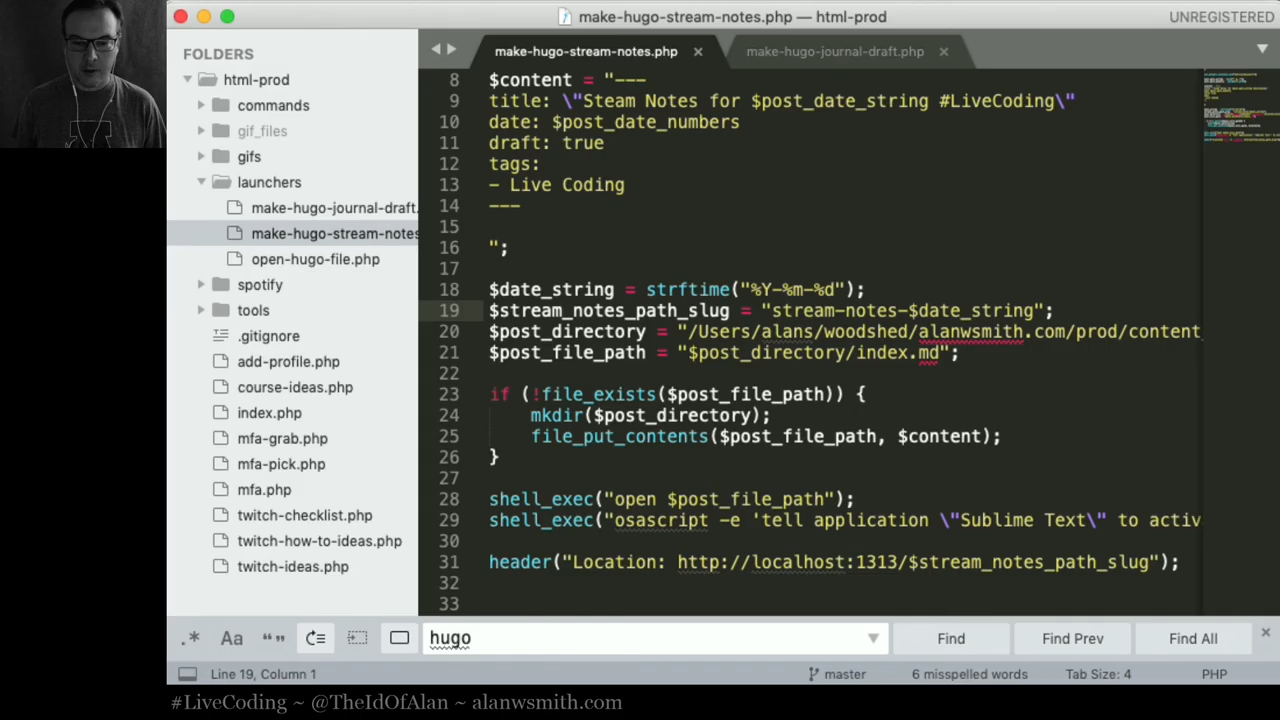 make-hugo-stream-notes.php — html-prod
UNREGISTERED
FOLDERS
html-prod
commands
gif_files
gifs
launchers
make-hugo-journal-draft.
make-hugo-stream-notes
open-hugo-file.php
spotify
tools
.gitignore
add-profile.php
course-ideas.php
index.php
mfa-grab.php
mfa-pick.php
mfa.php
twitch-checklist.php
twitch-how-to-ideas.php
twitch-ideas.php
make-hugo-stream-notes.php
make-hugo-journal-draft.php
8 $content = "---
9 title: \"Steam Notes for $post_date_string #LiveCoding\"
10 date: $post_date_numbers
11 draft: true
12 tags:
13 - Live Coding
14 ---
15
16 ";
17
18 $date_string = strftime("%Y-%m-%d");
19 $stream_notes_path_slug = "stream-notes-$date_string";
20 $post_directory = "/Users/alans/woodshed/alanwsmith.com/prod/content
21 $post_file_path = "$post_directory/index.md";
22
23 if (!file_exists($post_file_path)) {
24 mkdir($post_directory);
25 file_put_contents($post_file_path, $content);
26 }
27
28 shell_exec("open $post_file_path");
29 shell_exec("osascript -e 'tell application \"Sublime Text\" to activ
30
31 header("Location: http://localhost:1313/$stream_notes_path_slug");
32
33
.* Aa “” hugo Find Find Prev Find All
Line 19, Column 1 master 6 misspelled words Tab Size: 4 PHP
#LiveCoding ~ @TheIdOfAlan ~ alanwsmith.com